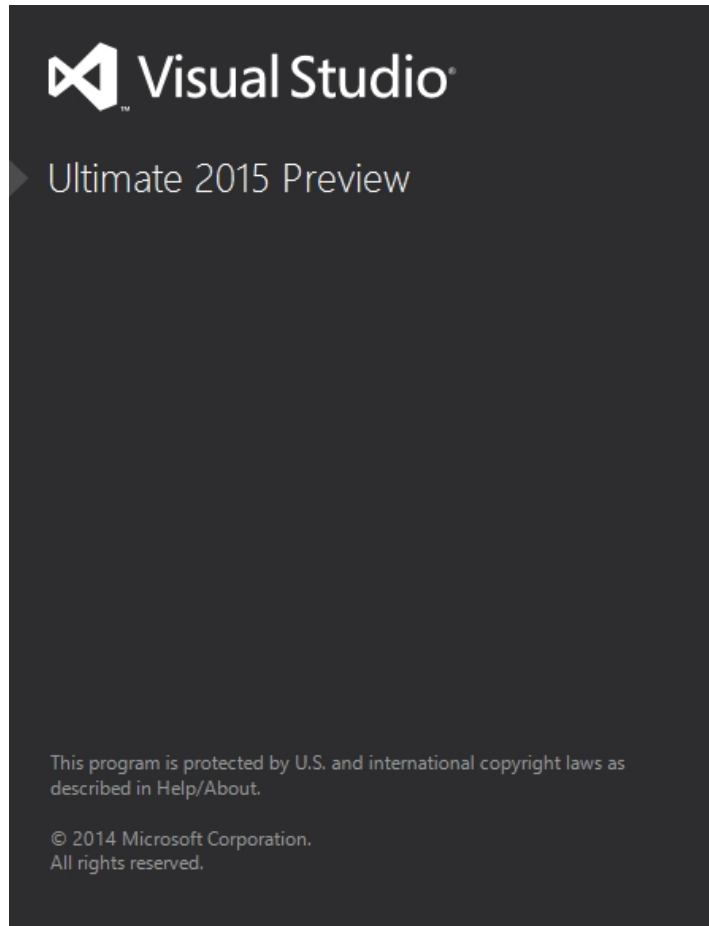 Visual Studio®
™
Ultimate 2015 Preview
This program is protected by U.S. and international copyright laws as
described in Help/About.
© 2014 Microsoft Corporation.
All rights reserved.